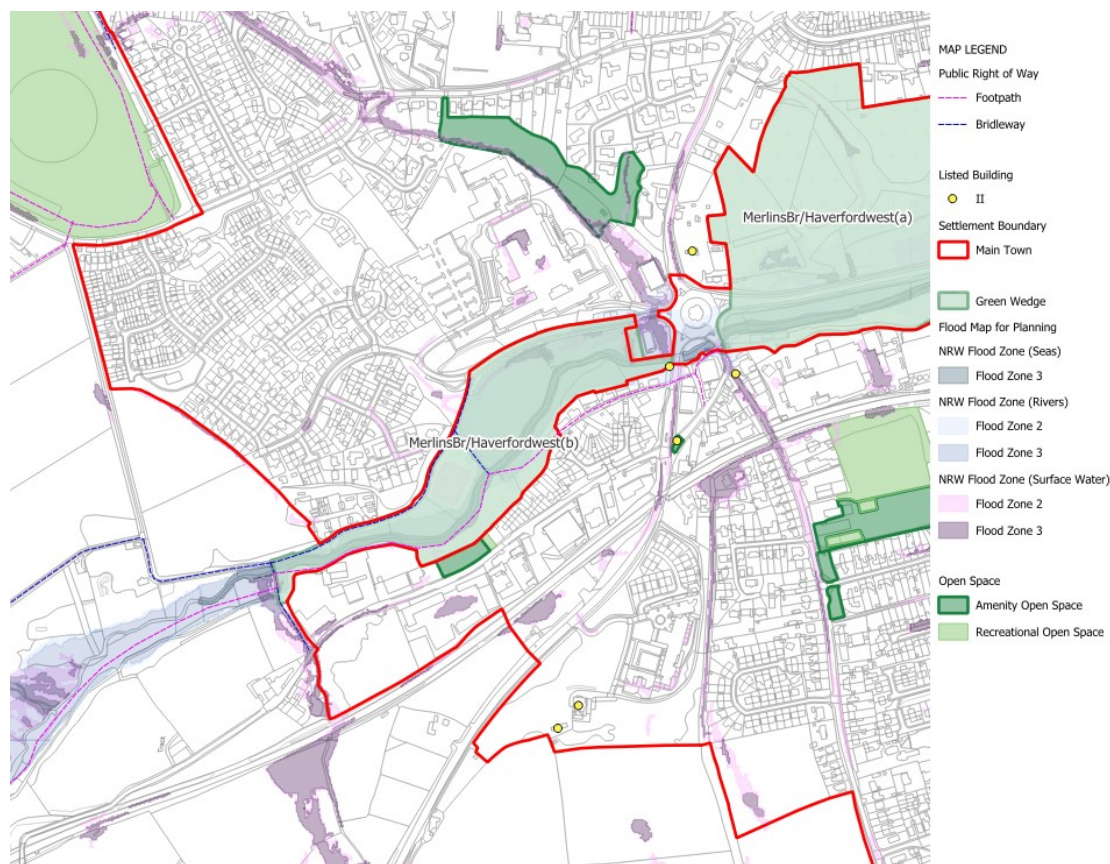 MerlinsBr/Haverfordwest(a)
MerlinsBr/Haverfordwest(b)
Track
MAP LEGEND
Public Right of Way
Footpath
Bridleway
Listed Building
II
Settlement Boundary
Main Town
Green Wedge
Flood Map for Planning
NRW Flood Zone (Seas)
Flood Zone 3
NRW Flood Zone (Rivers)
Flood Zone 2
Flood Zone 3
NRW Flood Zone (Surface Water)
Flood Zone 2
Flood Zone 3
Open Space
Amenity Open Space
Recreational Open Space